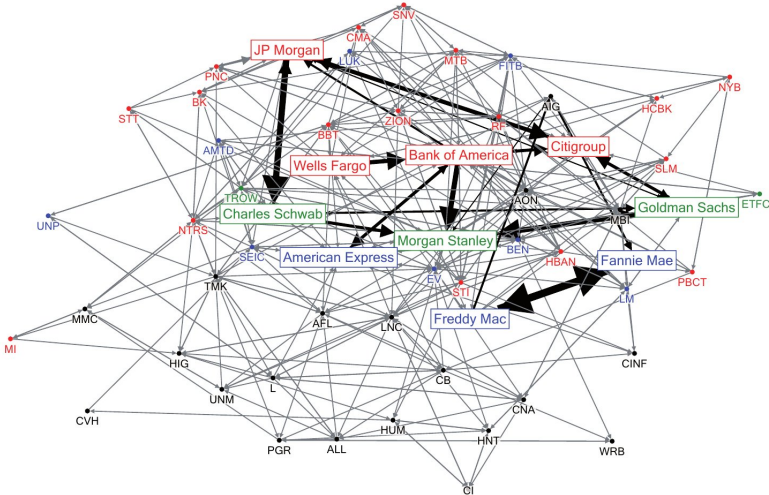 SNV
CMA
JP Morgan
LUK
MTB
FITB
PNC
NYB
BK
AIG
HCBK
STT
ZION
RF
BBT
AMTD
Citigroup
Bank of America
Wells Fargo
SLM
TROW
AON
ETFC
Goldman Sachs
Charles Schwab
MBI
UNP
NTRS
Morgan Stanley
SEIC
BEN
American Express
HBAN
Fannie Mae
EV
PBCT
TMK
STI
LM
MMC
AFL
LNC
Freddy Mac
MI
HIG
CINF
L
CB
UNM
CNA
CVH
HUM
HNT
PGR
ALL
WRB
CI